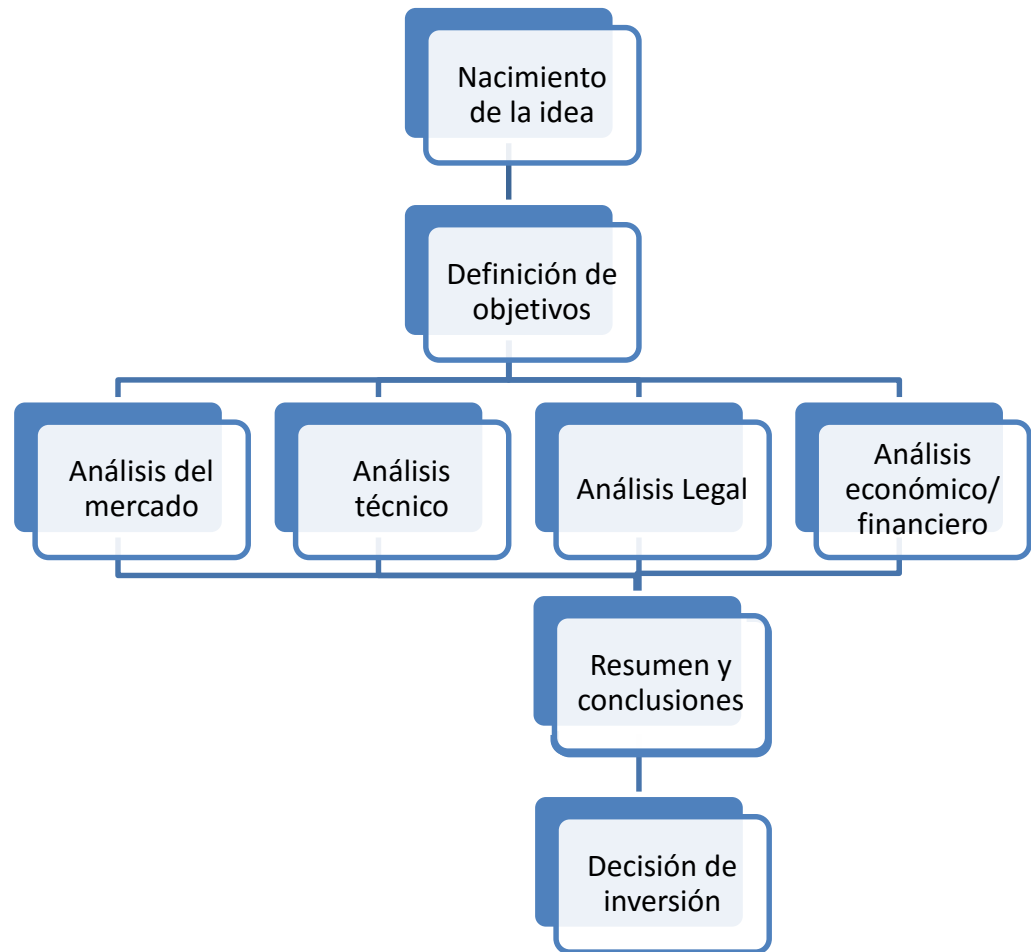 Nacimiento
de la idea
Definición de
objetivos
Análisis del
mercado
Análisis
técnico
Análisis Legal
Análisis
económico/
financiero
Resumen y
conclusiones
Decisión de
inversión